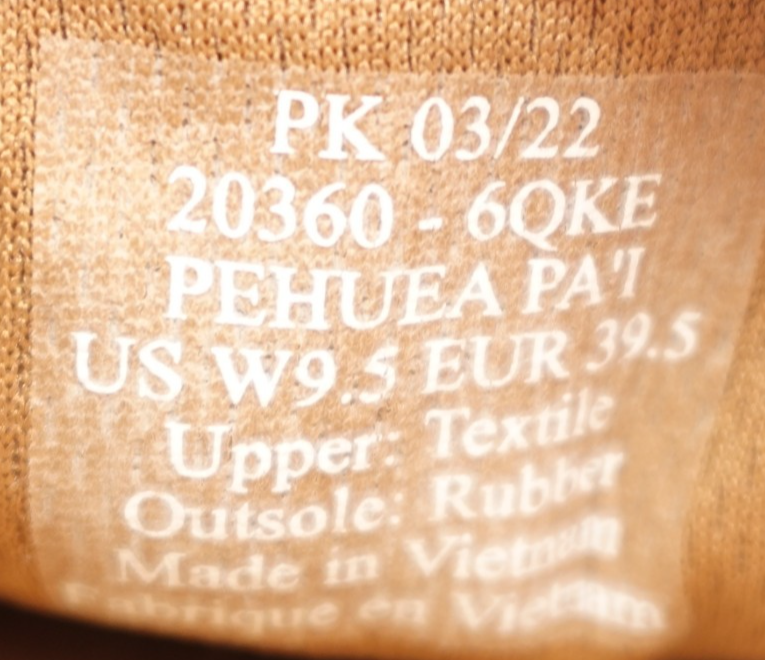 PK 03/22
20360 - 6QKE
PEHUEA PA'I
US W9.5 EUR 39.5
Upper: Textile
Outsole: Rubber
Made in Vietnam
Fabriqué en Vietnam